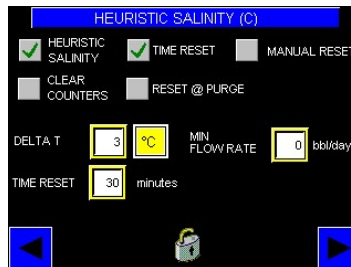 HEURISTIC SALINITY (C)
HEURISTIC SALINITY
TIME RESET
MANUAL RESET
CLEAR COUNTERS
RESET @ PURGE
DELTA T 3 °C
MIN FLOW RATE 0 bbl/day
TIME RESET 30 minutes